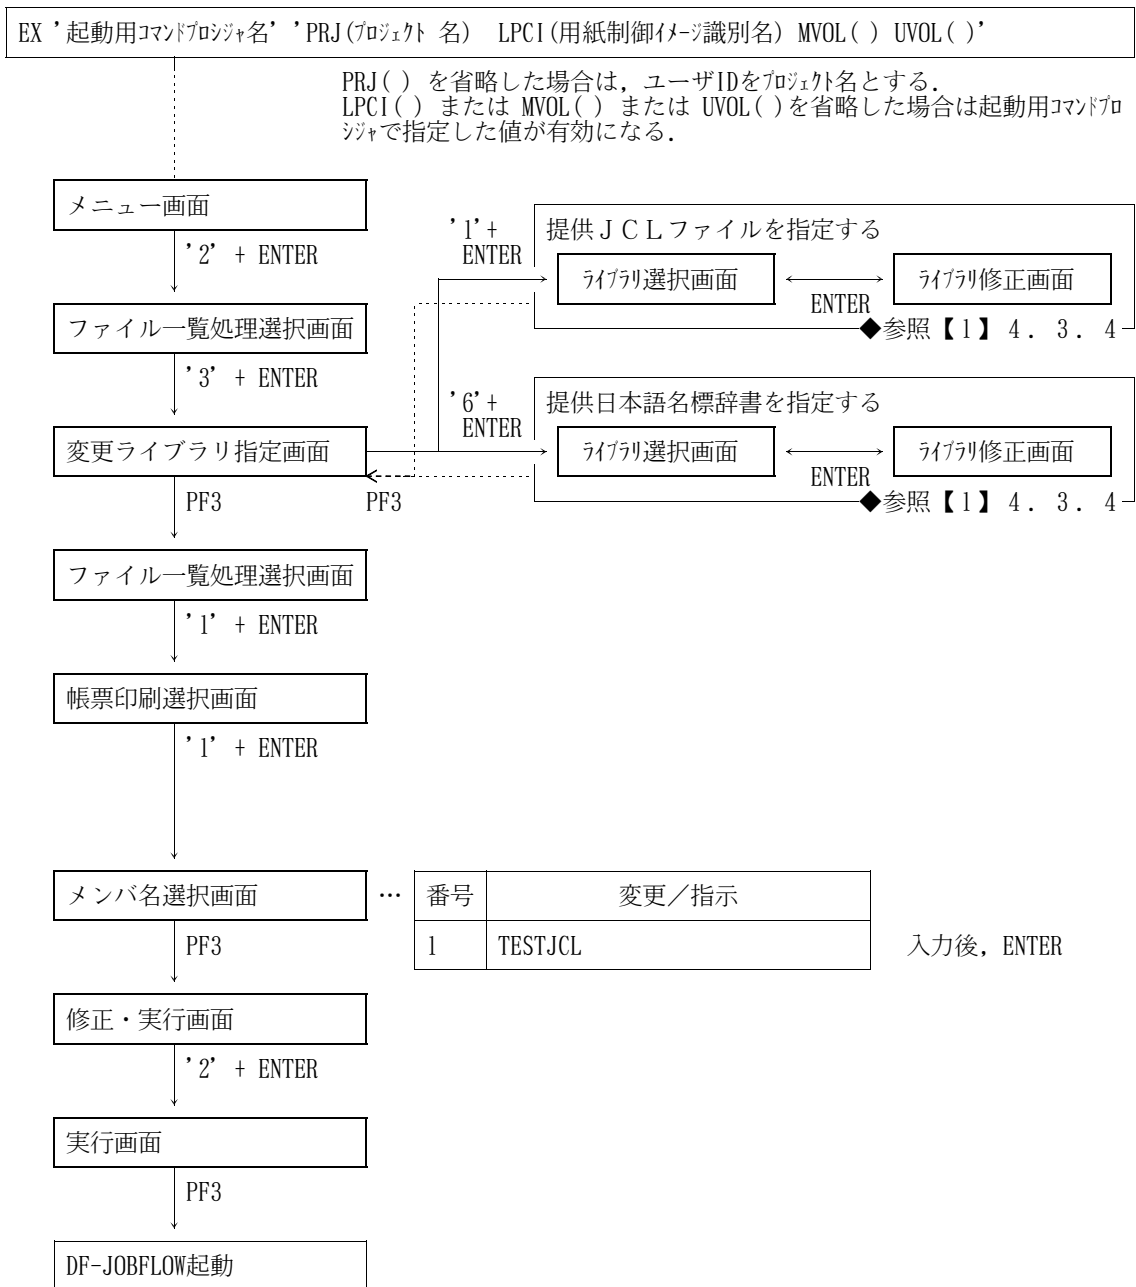 EX '起動用ｺﾏﾝﾄﾞﾌﾟﾛｼｼﾞｬ名' 'PRJ(ﾌﾟﾛｼﾞｪｸﾄ 名) LPCI(用紙制御ｲﾒｰｼﾞ識別名) MVOL( ) UVOL( )'
PRJ( ) を省略した場合は，ユーザIDをﾌﾟﾛｼﾞｪｸﾄ名とする．
LPCI( ) または MVOL( ) または UVOL( )を省略した場合は起動用ｺﾏﾝﾄﾞﾌﾟﾛ
ｼｼﾞｬで指定した値が有効になる．
メニュー画面
'2' + ENTER
ファイル一覧処理選択画面
'3' + ENTER
変更ライブラリ指定画面
'1'+
ENTER
提供ＪＣＬファイルを指定する
ﾗｲﾌﾞﾗﾘ選択画面
ENTER
ﾗｲﾌﾞﾗﾘ修正画面
◆参照【1】 4． 3． 4
'6'+
ENTER
提供日本語名標辞書を指定する
ﾗｲﾌﾞﾗﾘ選択画面
ENTER
ﾗｲﾌﾞﾗﾘ修正画面
◆参照【1】 4． 3． 4
PF3
PF3
ファイル一覧処理選択画面
'1' + ENTER
帳票印刷選択画面
'1' + ENTER
メンバ名選択画面 … 番号 変更／指示
1 TESTJCL 入力後，ENTER
PF3
修正・実行画面
'2' + ENTER
実行画面
PF3
DF-JOBFLOW起動